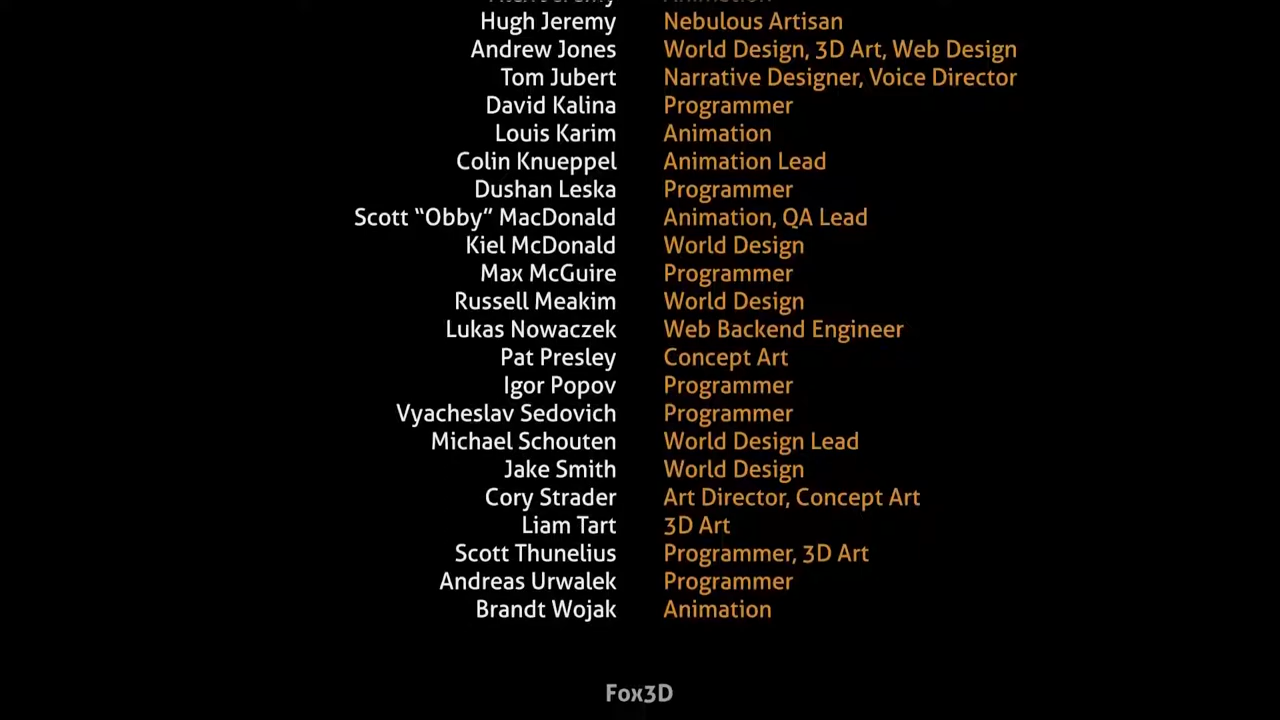 Hugh Jeremy Nebulous Artisan
Andrew Jones World Design, 3D Art, Web Design
Tom Jubert Narrative Designer, Voice Director
David Kalina Programmer
Louis Karim Animation
Colin Knueppel Animation Lead
Dushan Leska Programmer
Scott “Obby” MacDonald Animation, QA Lead
Kiel McDonald World Design
Max McGuire Programmer
Russell Meakim World Design
Lukas Nowaczek Web Backend Engineer
Pat Presley Concept Art
Igor Popov Programmer
Vyacheslav Sedovich Programmer
Michael Schouten World Design Lead
Jake Smith World Design
Cory Strader Art Director, Concept Art
Liam Tart 3D Art
Scott Thunelius Programmer, 3D Art
Andreas Urwalek Programmer
Brandt Wojak Animation
Fox3D